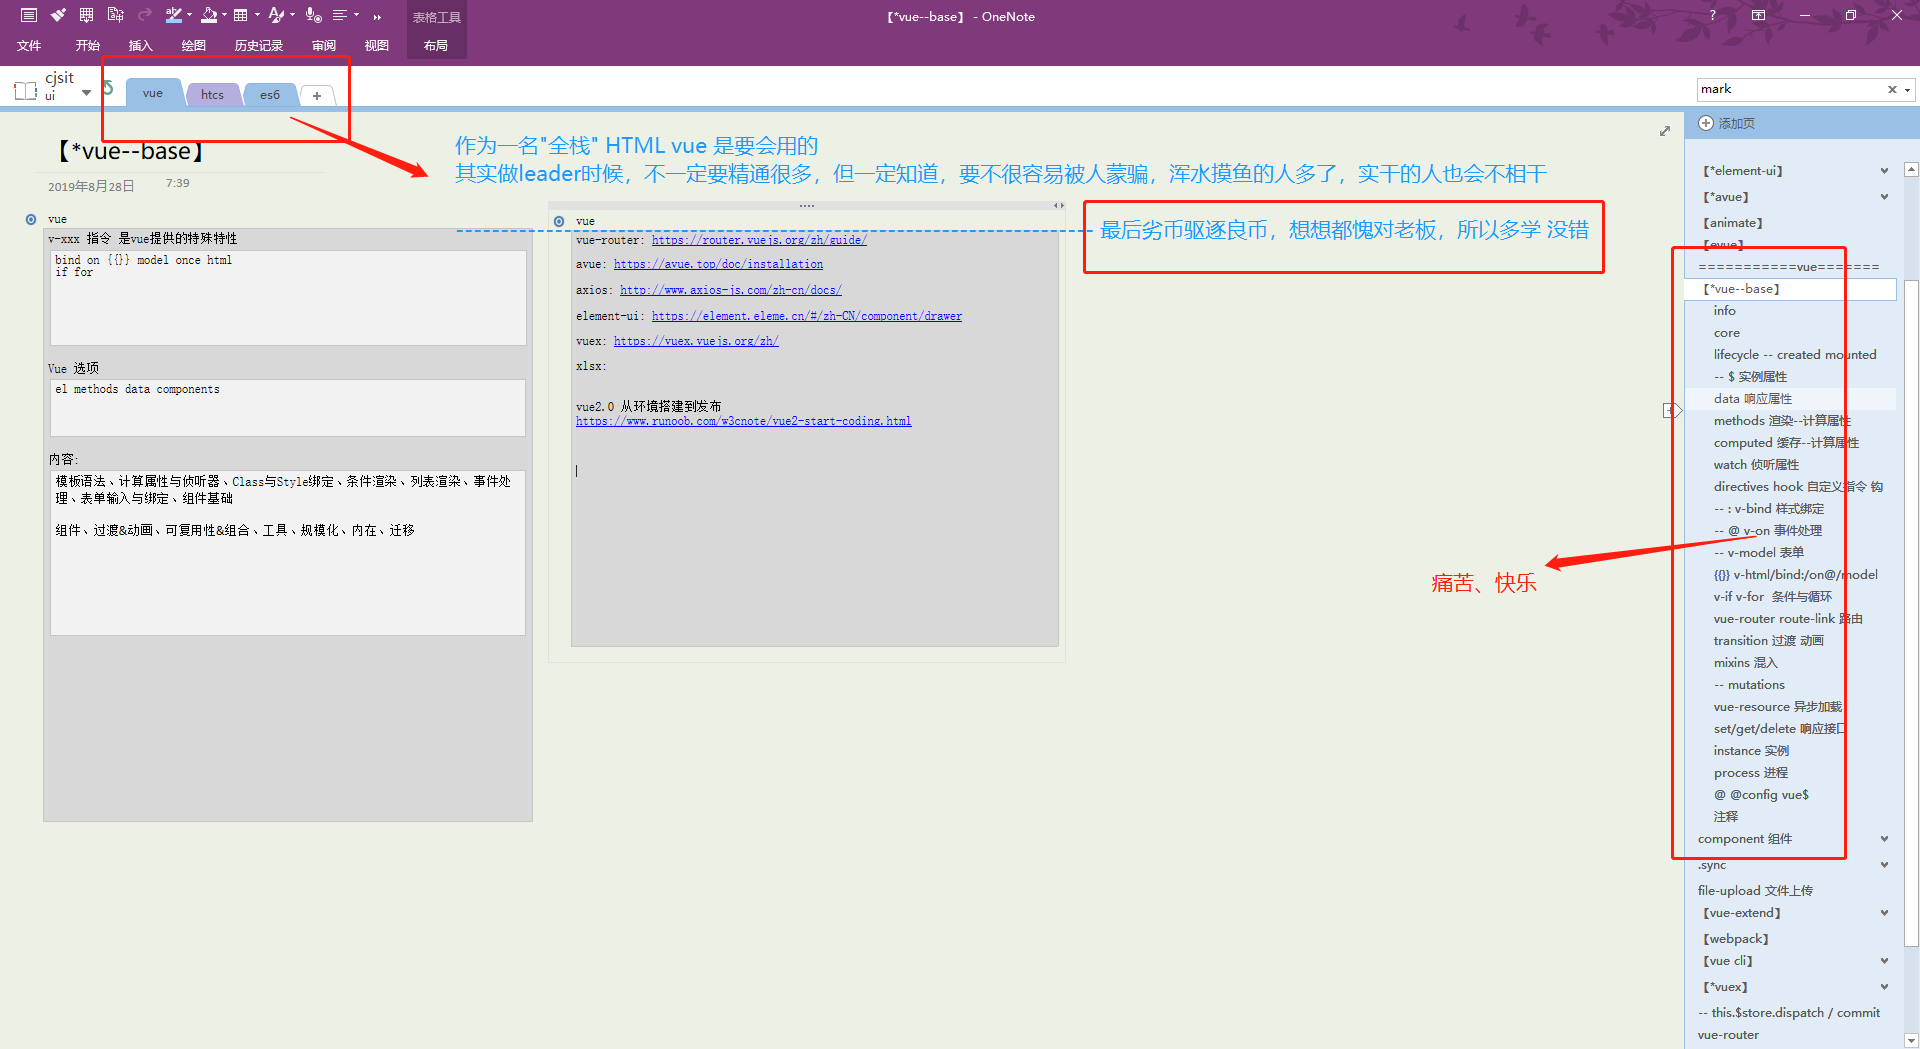 表格工具
【*vue--base】 - OneNote
?
文件 开始 插入 绘图 历史记录 审阅 视图 布局
cjsit
ui
vue htcs es6 +
mark
添加页
作为一名"全栈" HTML vue 是要会用的
其实做leader时候，不一定要精通很多，但一定知道，要不很容易被人蒙骗，浑水摸鱼的人多了，实干的人也会不相干
最后劣币驱逐良币，想想都愧对老板，所以多学 没错
【*vue--base】
2019年8月28日 7:39
vue
v-xxx 指令 是vue提供的特殊特性
bind on {{}} model once html
if for
Vue 选项
el methods data components
内容:
模板语法、计算属性与侦听器、Class与Style绑定、条件渲染、列表渲染、事件处
理、表单输入与绑定、组件基础
组件、过渡&动画、可复用性&组合、工具、规模化、内在、迁移
vue
vue-router: https://router.vuejs.org/zh/guide/
avue: https://avue.top/doc/installation
axios: http://www.axios-js.com/zh-cn/docs/
element-ui: https://element.eleme.cn/#/zh-CN/component/drawer
vuex: https://vuex.vuejs.org/zh/
xlsx:
vue2.0 从环境搭建到发布
https://www.runoob.com/w3cnote/vue2-start-coding.html
痛苦、快乐
【*element-ui】
【*avue】
【animate】
【evue】
===========vue=======
【*vue--base】
info
core
lifecycle -- created mounted
-- $ 实例属性
data 响应属性
methods 渲染--计算属性
computed 缓存--计算属性
watch 侦听属性
directives hook 自定义指令 钩
-- : v-bind 样式绑定
-- @ v-on 事件处理
-- v-model 表单
{{}} v-html/bind:/on@/model
v-if v-for 条件与循环
vue-router route-link 路由
transition 过渡 动画
mixins 混入
-- mutations
vue-resource 异步加载
set/get/delete 响应接口
instance 实例
process 进程
@ @config vue$
注释
component 组件
.sync
file-upload 文件上传
【vue-extend】
【webpack】
【vue cli】
【*vuex】
-- this.$store.dispatch / commit
vue-router